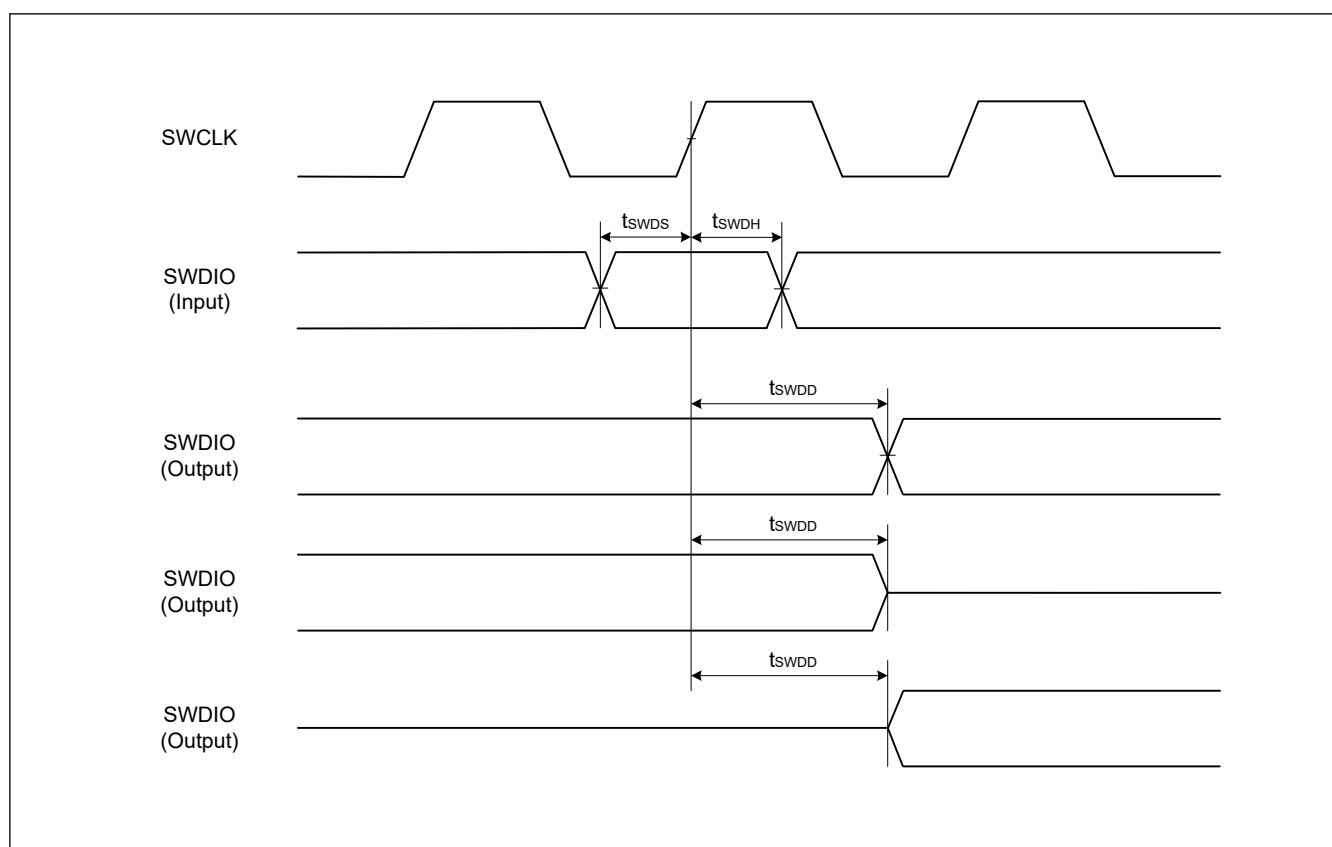 SWCLK
tSWDS
tSWDH
SWDIO
(Input)
tSWDD
SWDIO
(Output)
tSWDD
SWDIO
(Output)
tSWDD
SWDIO
(Output)